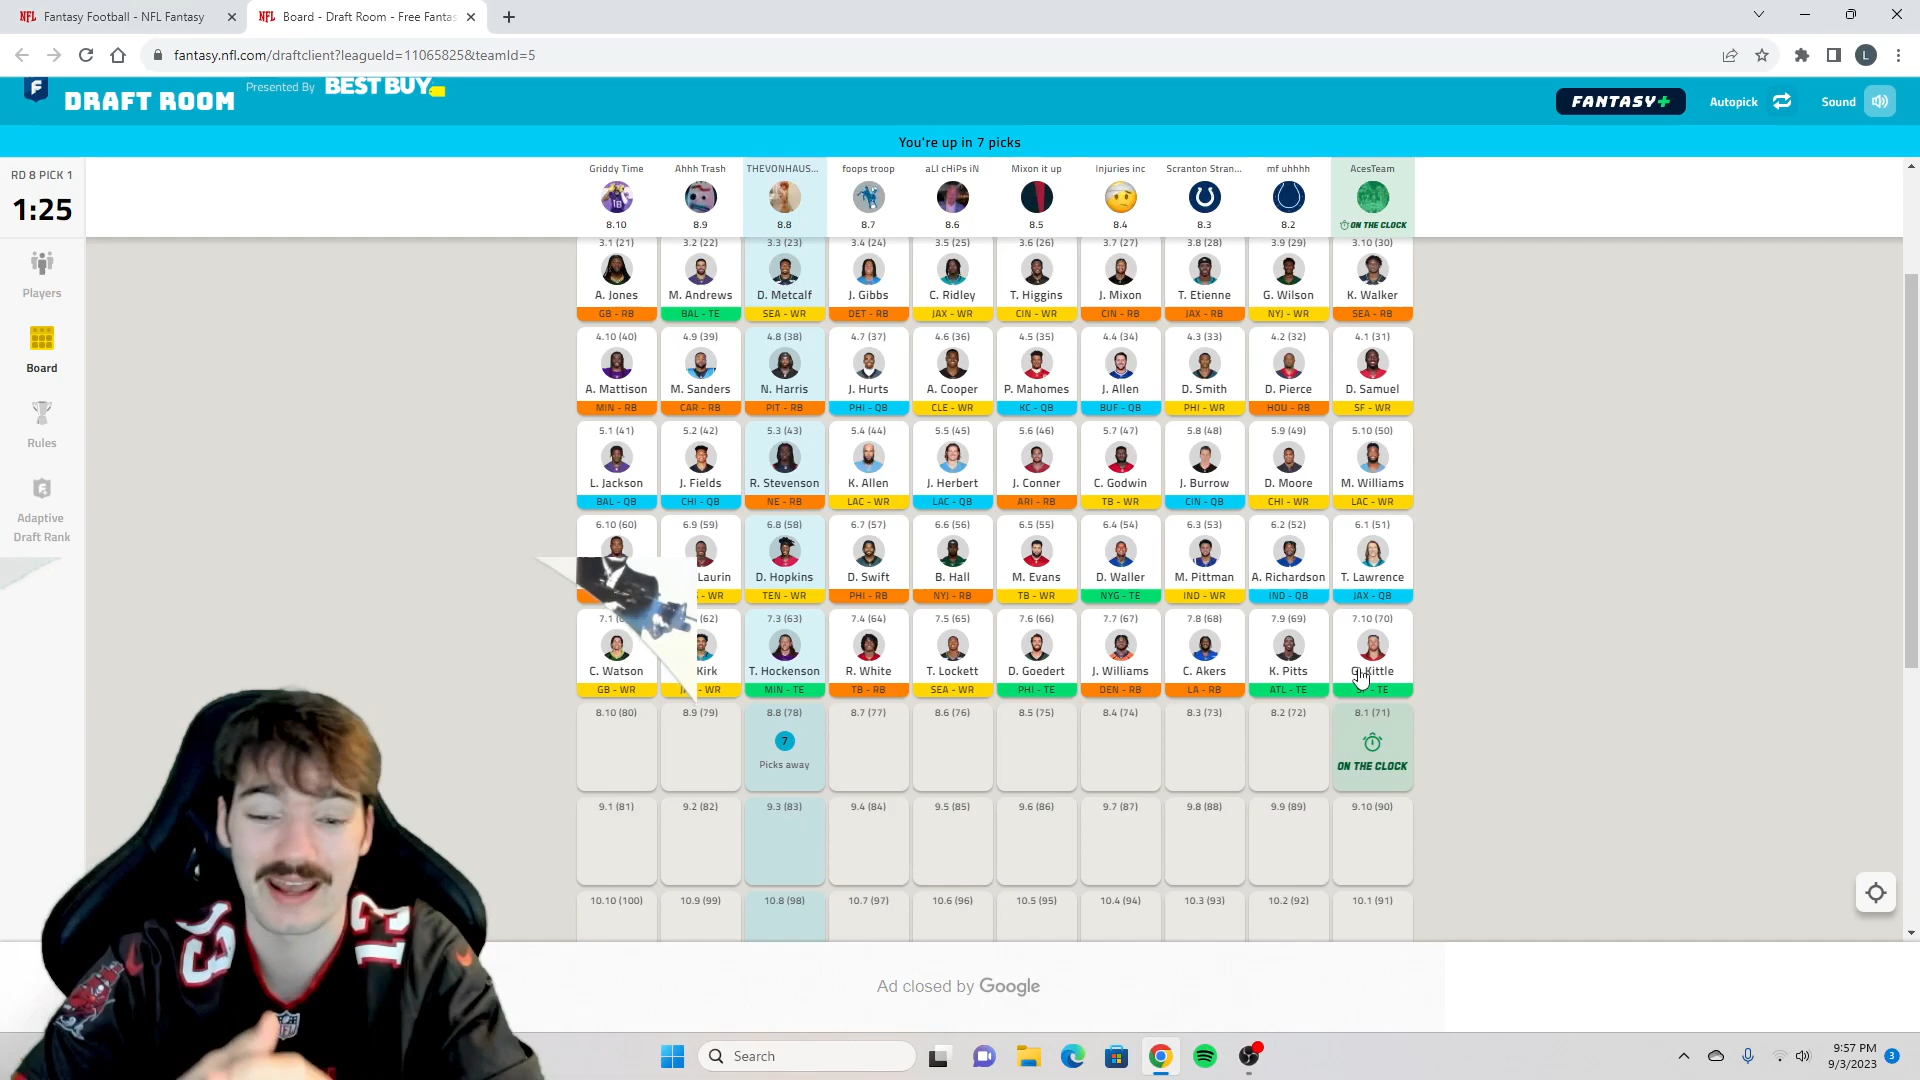 Fantasy Football - NFL Fantasy
Board - Draft Room - Free Fantas
fantasy.nfl.com/draftclient?leagueId=11065825&teamId=5
L
DRAFT ROOM
Presented By BEST BUY
FANTASY+
Autopick
Sound
You're up in 7 picks
RD 8 PICK 1
1:25
Players
Board
Rules
Adaptive
Draft Rank
Griddy Time Ahhh Trash THEVONHAUS... foops troop aLl cHiPs iN Mixon it up Injuries inc Scranton Stran... mf uhhhh AcesTeam
8.10 8.9 8.8 8.7 8.6 8.5 8.4 8.3 8.2 ON THE CLOCK
3.1 (21) 3.2 (22) 3.3 (23) 3.4 (24) 3.5 (25) 3.6 (26) 3.7 (27) 3.8 (28) 3.9 (29) 3.10 (30)
A. Jones M. Andrews D. Metcalf J. Gibbs C. Ridley T. Higgins J. Mixon T. Etienne G. Wilson K. Walker
GB - RB BAL - TE SEA - WR DET - RB JAX - WR CIN - WR CIN - RB JAX - RB NYJ - WR SEA - RB
4.10 (40) 4.9 (39) 4.8 (38) 4.7 (37) 4.6 (36) 4.5 (35) 4.4 (34) 4.3 (33) 4.2 (32) 4.1 (31)
A. Mattison M. Sanders N. Harris J. Hurts A. Cooper P. Mahomes J. Allen D. Smith D. Pierce D. Samuel
MIN - RB CAR - RB PIT - RB PHI - QB CLE - WR KC - QB BUF - QB PHI - WR HOU - RB SF - WR
5.1 (41) 5.2 (42) 5.3 (43) 5.4 (44) 5.5 (45) 5.6 (46) 5.7 (47) 5.8 (48) 5.9 (49) 5.10 (50)
L. Jackson J. Fields R. Stevenson K. Allen J. Herbert J. Conner C. Godwin J. Burrow D. Moore M. Williams
BAL - QB CHI - QB NE - RB LAC - WR LAC - QB ARI - RB TB - WR CIN - QB CHI - WR LAC - WR
6.10 (60) 6.9 (59) 6.8 (58) 6.7 (57) 6.6 (56) 6.5 (55) 6.4 (54) 6.3 (53) 6.2 (52) 6.1 (51)
Laurin D. Hopkins D. Swift B. Hall M. Evans D. Waller M. Pittman A. Richardson T. Lawrence
- WR TEN - WR PHI - RB NYJ - RB TB - WR NYG - TE IND - WR IND - QB JAX - QB
7.1 (62) 7.3 (63) 7.4 (64) 7.5 (65) 7.6 (66) 7.7 (67) 7.8 (68) 7.9 (69) 7.10 (70)
C. Watson Kirk T. Hockenson R. White T. Lockett D. Goedert J. Williams C. Akers K. Pitts Kittle
GB - WR - WR MIN - TE TB - RB SEA - WR PHI - TE DEN - RB LA - RB ATL - TE - TE
8.10 (80) 8.9 (79) 8.8 (78) 8.7 (77) 8.6 (76) 8.5 (75) 8.4 (74) 8.3 (73) 8.2 (72) 8.1 (71)
7
Picks away ON THE CLOCK
9.1 (81) 9.2 (82) 9.3 (83) 9.4 (84) 9.5 (85) 9.6 (86) 9.7 (87) 9.8 (88) 9.9 (89) 9.10 (90)
10.10 (100) 10.9 (99) 10.8 (98) 10.7 (97) 10.6 (96) 10.5 (95) 10.4 (94) 10.3 (93) 10.2 (92) 10.1 (91)
13
Ad closed by Google
Search
9:57 PM
9/3/2023
3